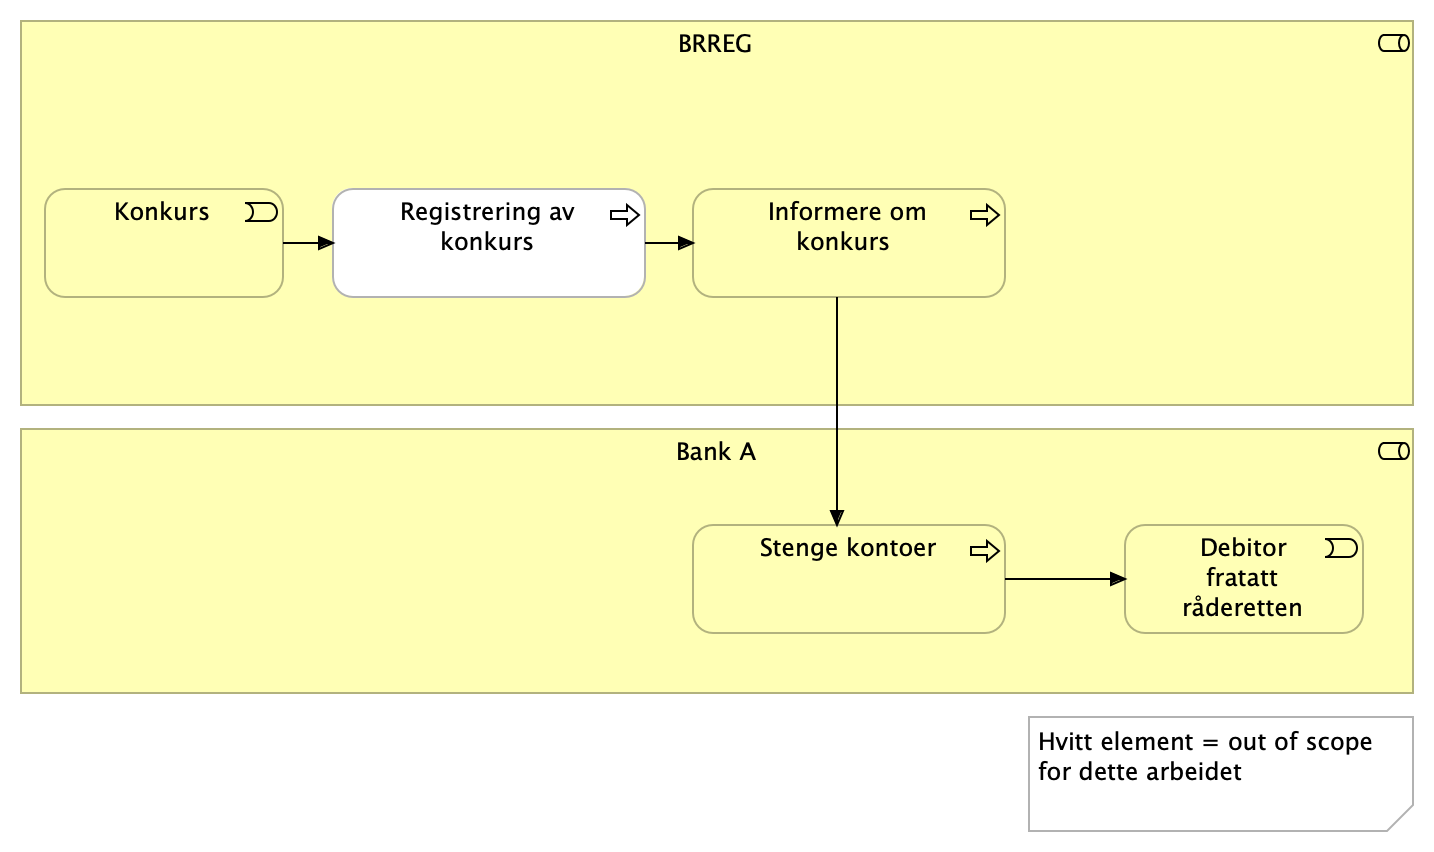 BRREG
Konkurs
Registrering av
konkurs
Informere om
konkurs
Bank A
Stenge kontoer
Debitor
fratatt
råderetten
Hvitt element = out of scope
for dette arbeidet